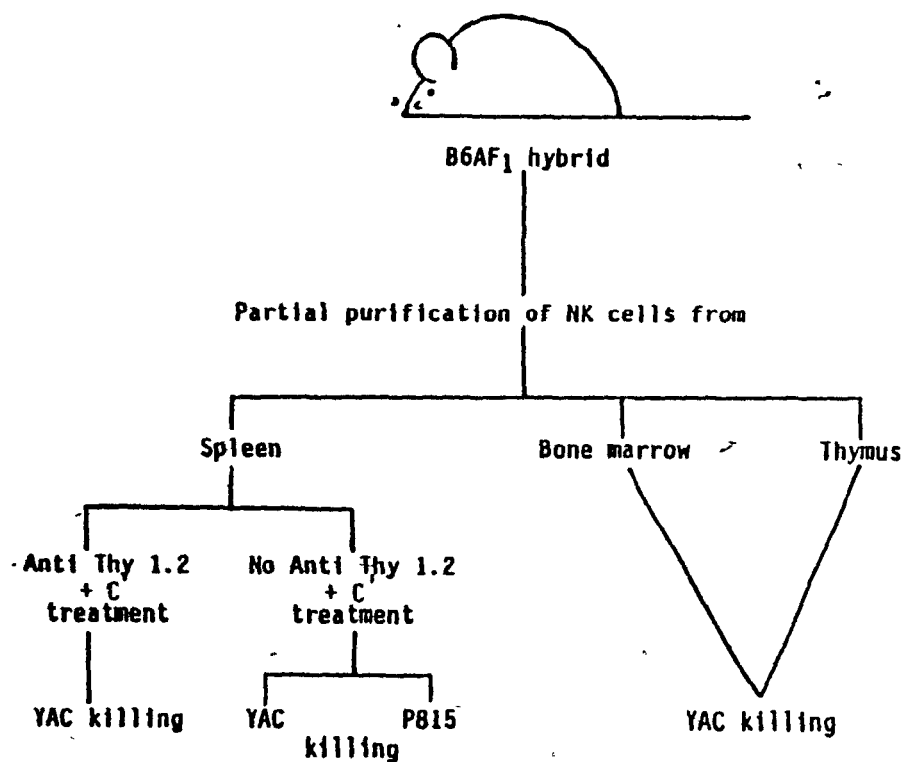 B6AF1 hybrid
Partial purification of NK cells from
Spleen Bone marrow Thymus
Anti Thy 1.2 No Anti Thy 1.2
+ C' + C'
treatment treatment
YAC killing YAC P815 YAC killing
killing